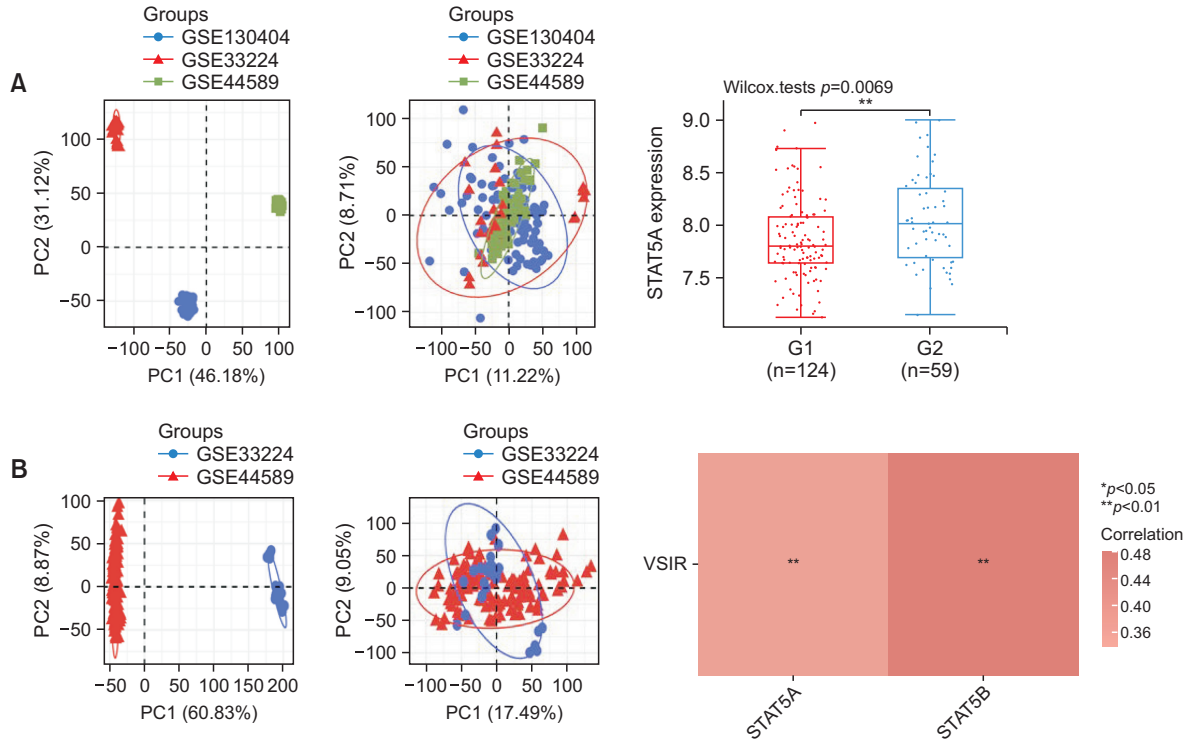 A
Groups
GSE130404
GSE33224
GSE44589
PC2 (31.12%)
100
50
0
−50
−100
−50
0
50
100
PC1 (46.18%)
Groups
GSE130404
GSE33224
GSE44589
PC2 (8.71%)
100
50
0
−50
−100
−100
−50
0
50
100
PC1 (11.22%)
Wilcox.tests p=0.0069
**
STAT5A expression
9.0
8.5
8.0
7.5
G1
(n=124)
G2
(n=59)
B
Groups
GSE33224
GSE44589
PC2 (8.87%)
100
50
0
−50
−50
0
50
100
150
200
PC1 (60.83%)
Groups
GSE33224
GSE44589
PC2 (9.05%)
100
50
0
−50
−100
−100
−50
0
50
100
PC1 (17.49%)
VSIR
**
**
STAT5A
STAT5B
*p<0.05
**p<0.01
Correlation
0.48
0.44
0.40
0.36